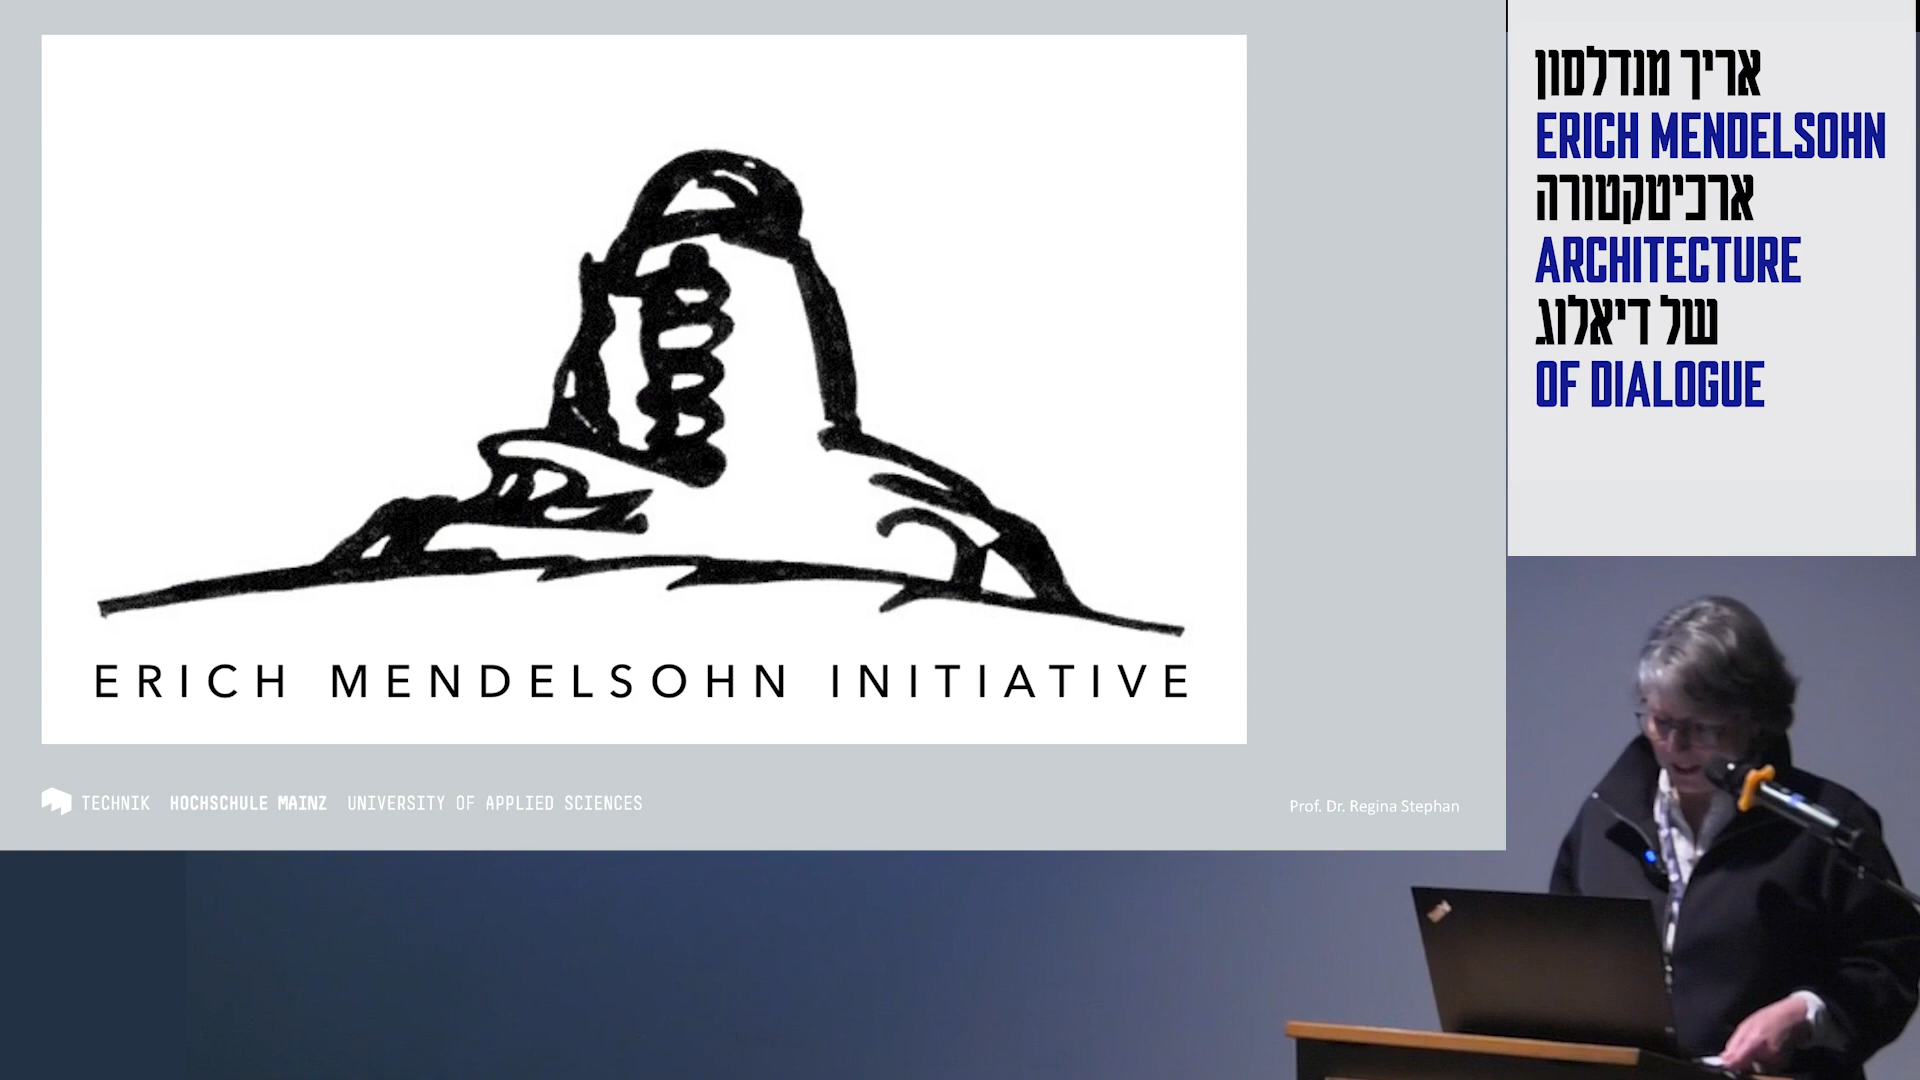 ERICH MENDELSOHN INITIATIVE
TECHNIK HOCHSCHULE MAINZ UNIVERSITY OF APPLIED SCIENCES
Prof. Dr. Regina Stephan
אריך מנדלסון
ERICH MENDELSOHN
ארכיטקטורה
ARCHITECTURE
של דיאלוג
OF DIALOGUE